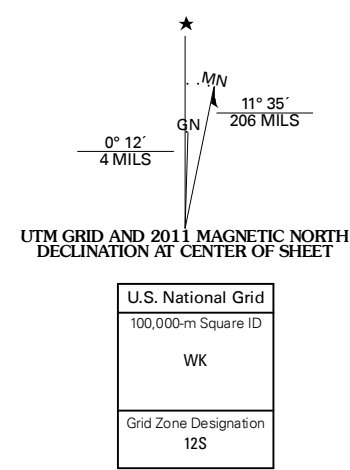 ★
MN
GN
11° 35´
206 MILS
0° 12´
4 MILS
UTM GRID AND 2011 MAGNETIC NORTH
DECLINATION AT CENTER OF SHEET
U.S. National Grid
100,000-m Square ID
WK
Grid Zone Designation
12S